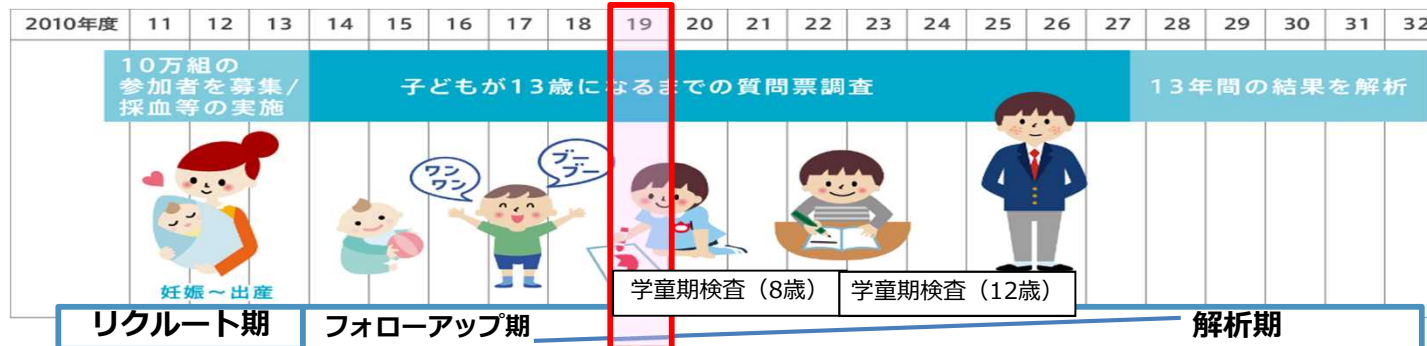 2010年度 11 12 13 14 15 16 17 18 19 20 21 22 23 24 25 26 27 28 29 30 31 32
10万組の
参加者を募集/
採血等の実施
子どもが13歳になるまでの質問票調査
13年間の結果を解析
ワン
ワン
ブー
ブー
妊娠～出産
学童期検査（8歳）
学童期検査（12歳）
リクルート期
フォローアップ期
解析期